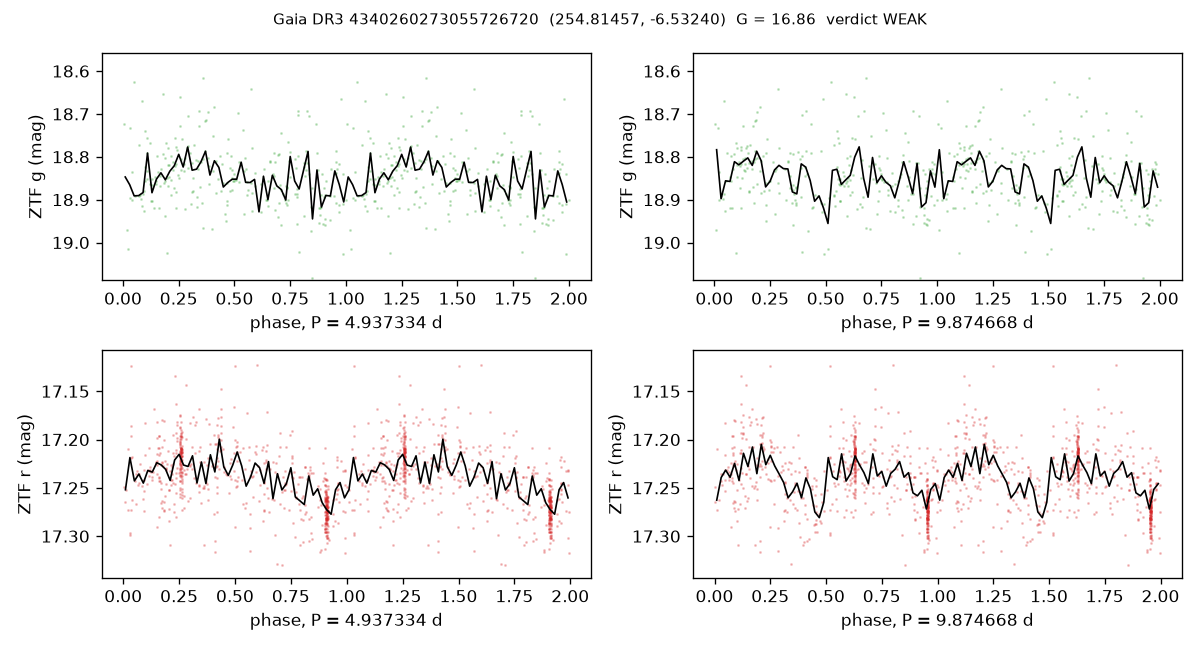 Gaia DR3 4340260273055726720 (254.81457, -6.53240) G = 16.86 verdict WEAK
ZTF g (mag)
18.6
18.7
18.8
18.9
19.0
0.00 0.25 0.50 0.75 1.00 1.25 1.50 1.75 2.00
phase, P = 4.937334 d
ZTF g (mag)
18.6
18.7
18.8
18.9
19.0
0.00 0.25 0.50 0.75 1.00 1.25 1.50 1.75 2.00
phase, P = 9.874668 d
ZTF r (mag)
17.15
17.20
17.25
17.30
0.00 0.25 0.50 0.75 1.00 1.25 1.50 1.75 2.00
phase, P = 4.937334 d
ZTF r (mag)
17.15
17.20
17.25
17.30
0.00 0.25 0.50 0.75 1.00 1.25 1.50 1.75 2.00
phase, P = 9.874668 d